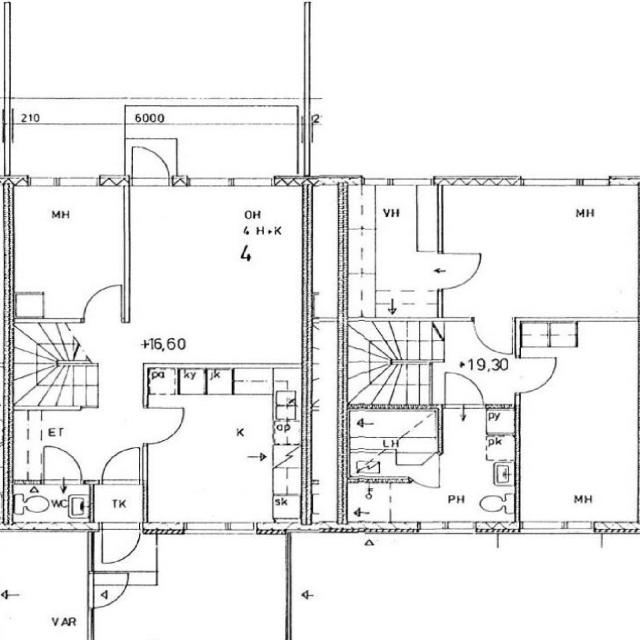 210
6000
2
MH
OH
4 H+K
4
VH
MH
+16,60
+19,30
pa
ky
jk
ET
K
ap
LH
py
pk
WC
TK
sk
PH
MH
VAR